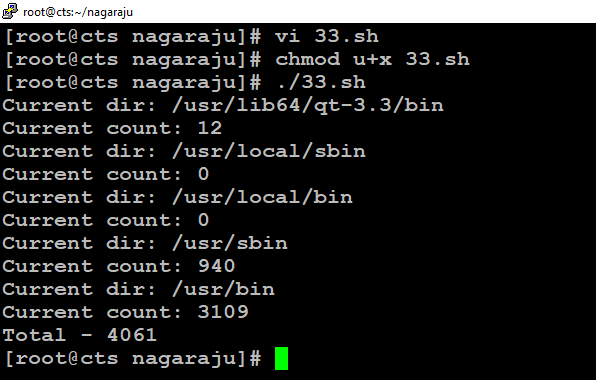 root@cts:~/nagaraju
[root@cts nagaraju]# vi 33.sh
[root@cts nagaraju]# chmod u+x 33.sh
[root@cts nagaraju]# ./33.sh
Current dir: /usr/lib64/qt-3.3/bin
Current count: 12
Current dir: /usr/local/sbin
Current count: 0
Current dir: /usr/local/bin
Current count: 0
Current dir: /usr/sbin
Current count: 940
Current dir: /usr/bin
Current count: 3109
Total - 4061
[root@cts nagaraju]#